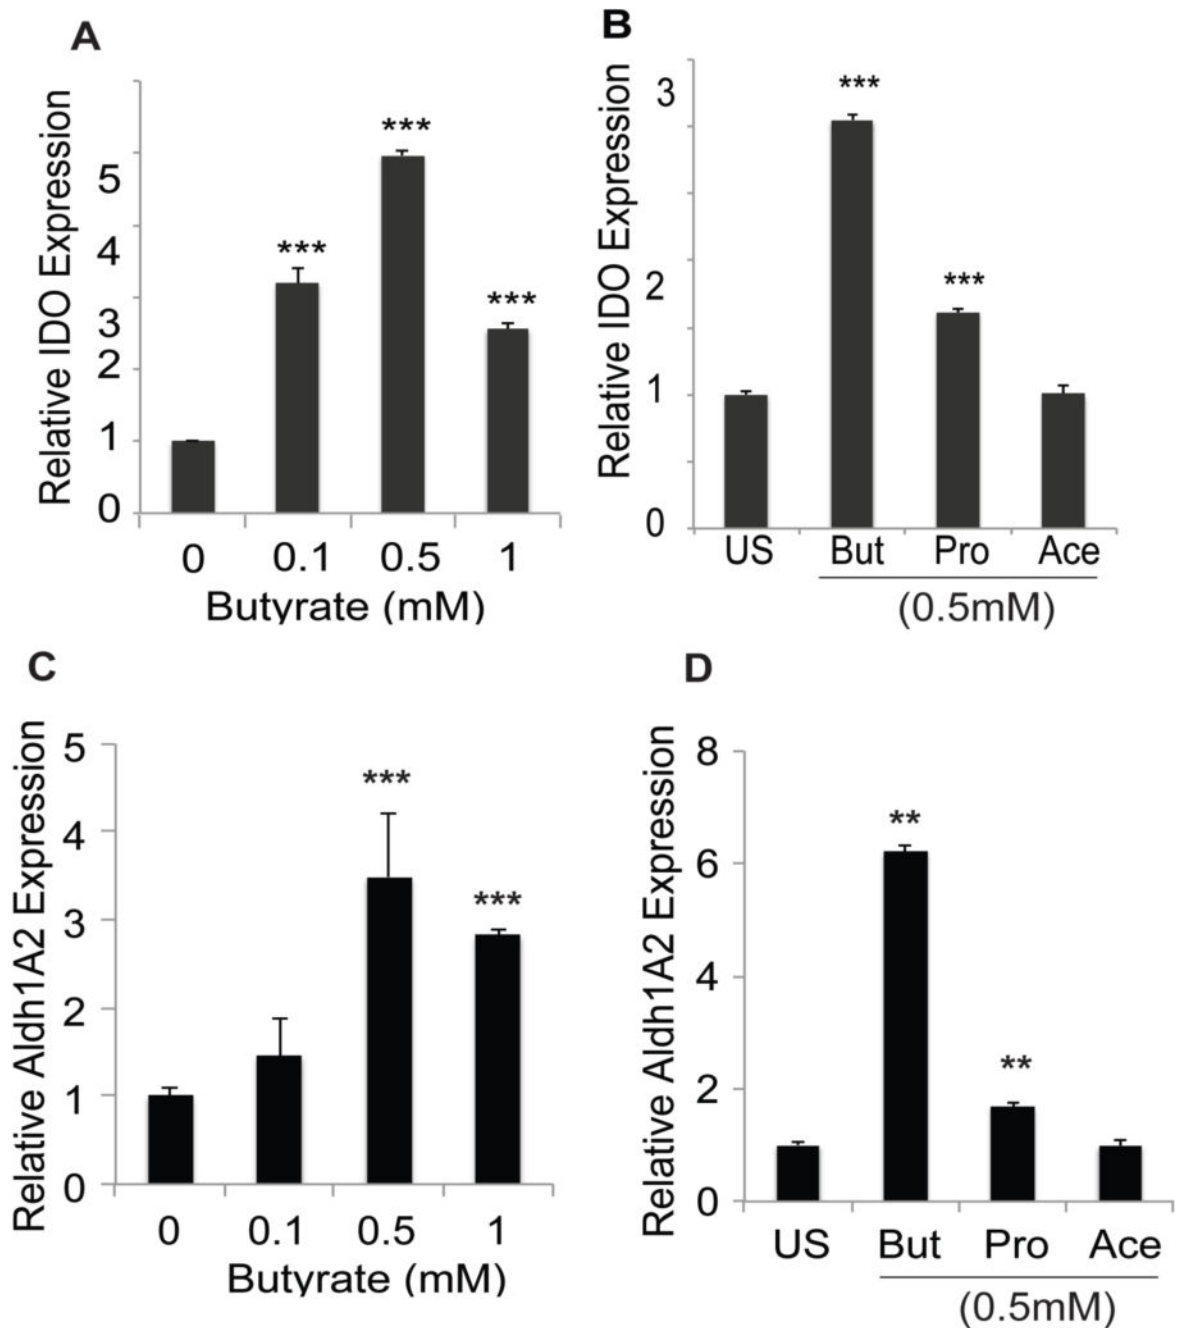 A
Relative IDO Expression
5
4
3
2
1
0
***
***
***
0 0.1 0.5 1
Butyrate (mM)
B
Relative IDO Expression
3
2
1
0
***
***
US But Pro Ace
(0.5mM)
C
Relative Aldh1A2 Expression
5
4
3
2
1
0
***
***
0 0.1 0.5 1
Butyrate (mM)
D
Relative Aldh1A2 Expression
8
6
4
2
0
**
**
US But Pro Ace
(0.5mM)